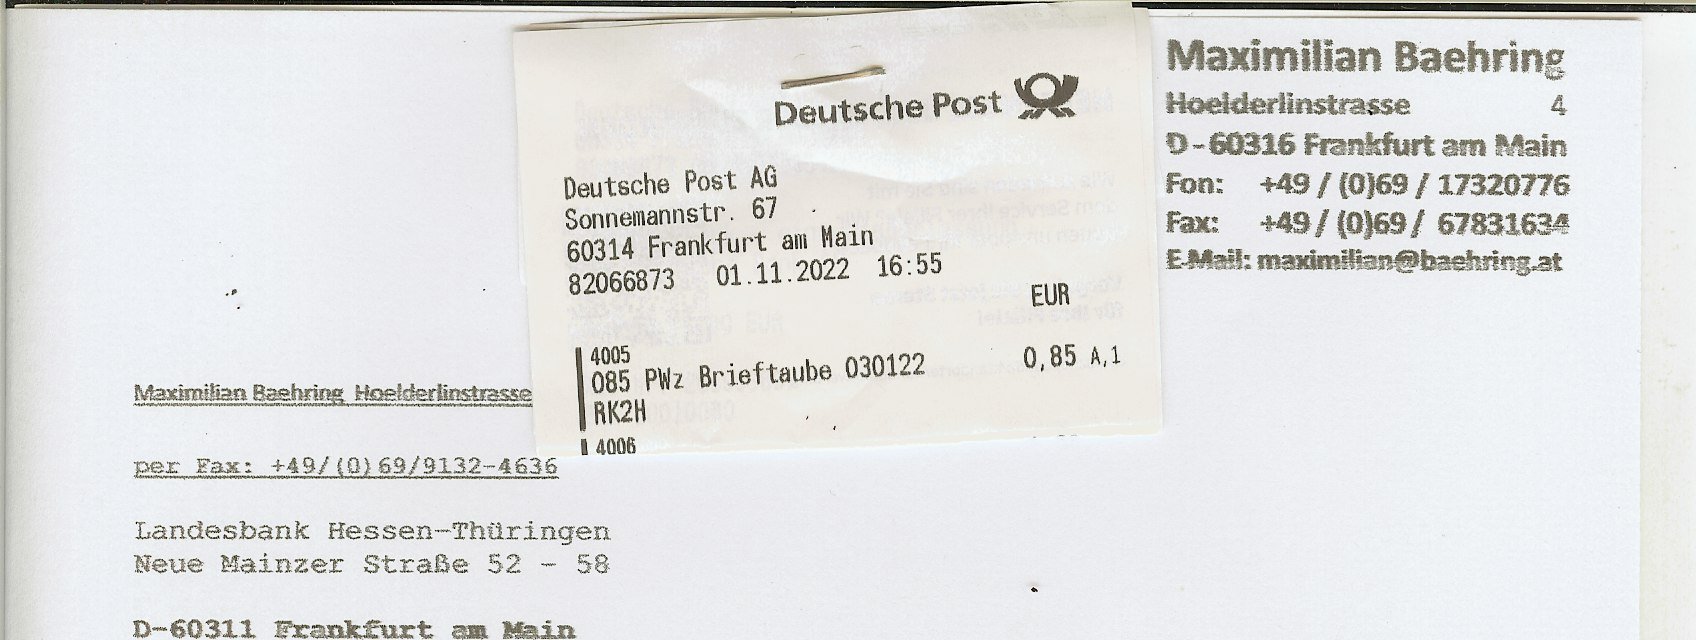 Maximilian Baehring
Hoelderlinstrasse 4
D - 60316 Frankfurt am Main
Fon: +49 / (0)69 / 17320776
Fax: +49 / (0)69 / 67831634
E-Mail: maximilian@baehring.at
Deutsche Post
Deutsche Post AG
Sonnemannstr. 67
60314 Frankfurt am Main
82066873 01.11.2022 16:55
EUR
4005
085 PWz Brieftaube 030122 0,85 A,1
RK2H
4006
Maximilian Baehring Hoelderlinstrasse
per Fax: +49/(0)69/9132-4636
Landesbank Hessen-Thüringen
Neue Mainzer Straße 52 - 58
D-60311 Frankfurt am Main